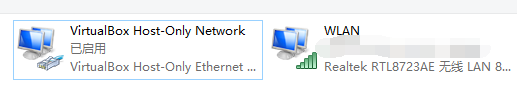 VirtualBox Host-Only Network
已启用
VirtualBox Host-Only Ethernet ...
WLAN
Realtek RTL8723AE 无线 LAN 8...